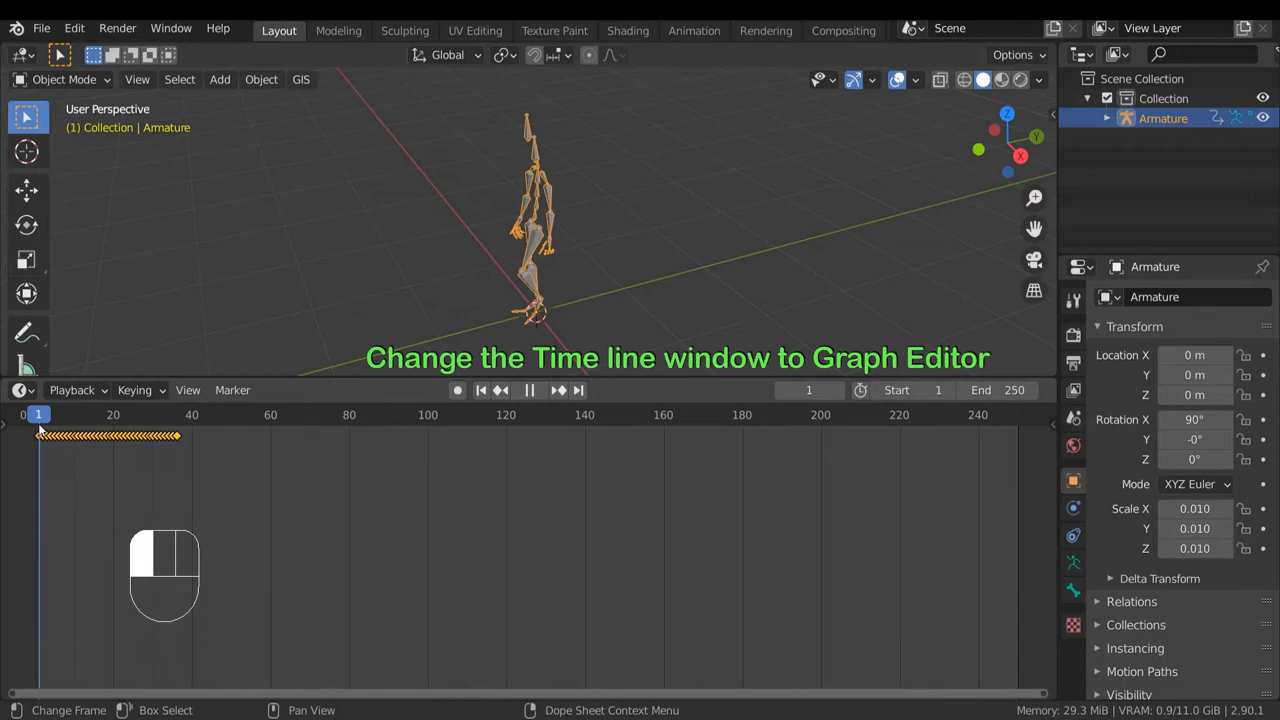 File Edit Render Window Help Layout Modeling Sculpting UV Editing Texture Paint Shading Animation Rendering Compositing Scene View Layer
Global Options
Object Mode View Select Add Object GIS
User Perspective
(1) Collection | Armature
Z
Y
X
Scene Collection
Collection
Armature
Change the Time line window to Graph Editor
Playback Keying View Marker 1 Start 1 End 250
0 1 20 40 60 80 100 120 140 160 180 200 220 240
Armature
Armature
Transform
Location X 0 m
Y 0 m
Z 0 m
Rotation X 90°
Y -0°
Z 0°
Mode XYZ Euler
Scale X 0.010
Y 0.010
Z 0.010
Delta Transform
Relations
Collections
Instancing
Motion Paths
Visibility
Change Frame Box Select Pan View Dope Sheet Context Menu Memory: 29.3 MiB | VRAM: 0.9/11.0 GiB | 2.90.1